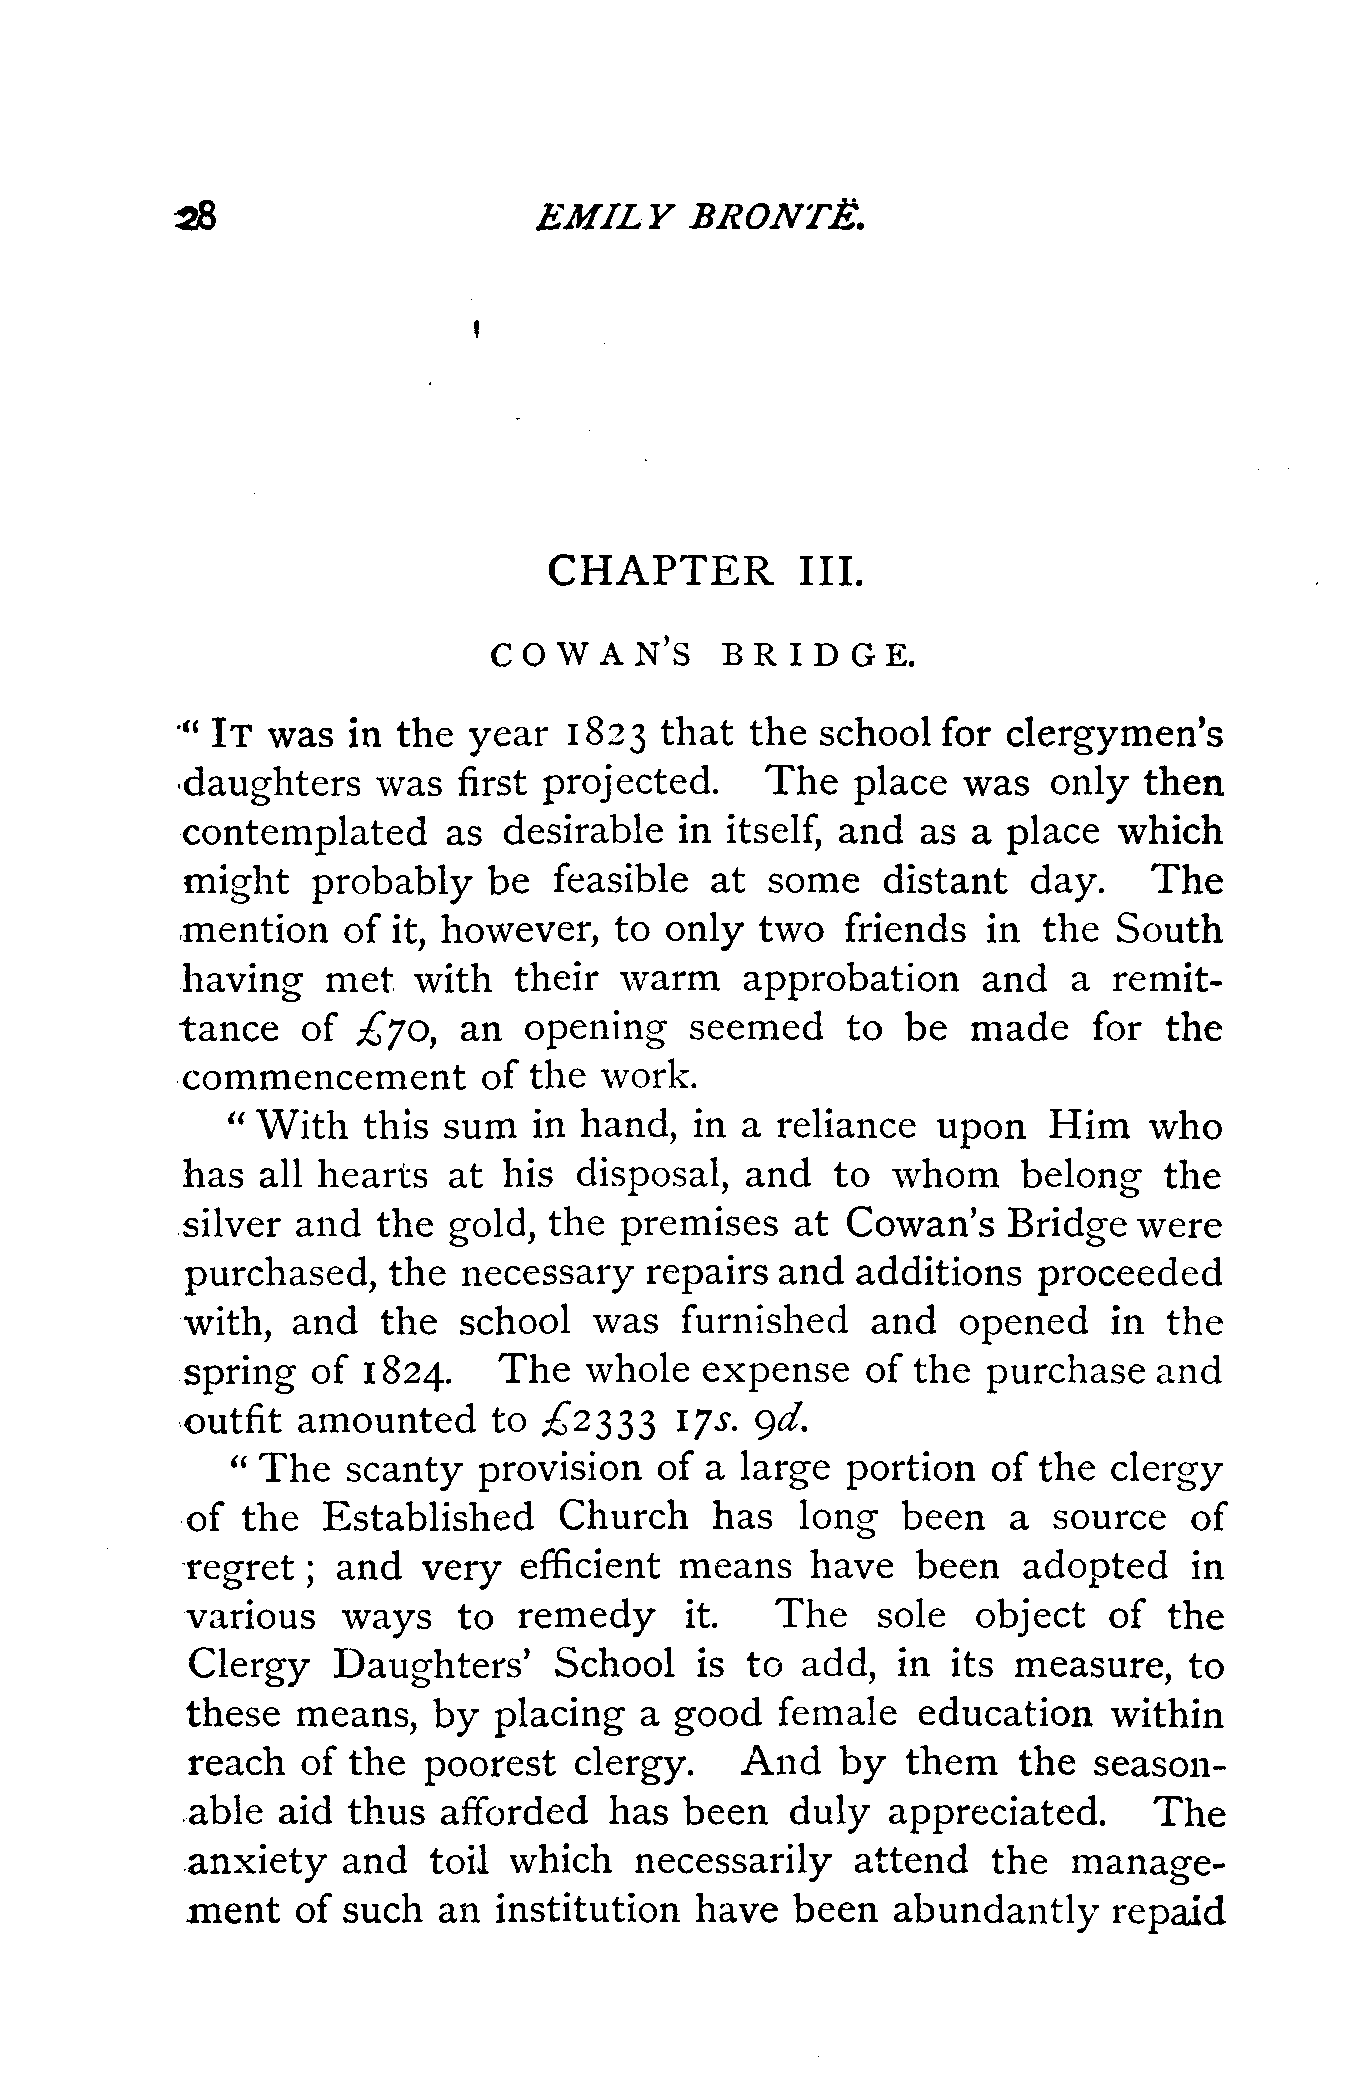 28 EMILY BRONTË.
CHAPTER III.
COWAN'S BRIDGE.
" IT was in the year 1823 that the school for clergymen's
daughters was first projected. The place was only then
contemplated as desirable in itself, and as a place which
might probably be feasible at some distant day. The
mention of it, however, to only two friends in the South
having met with their warm approbation and a remit-
tance of £70, an opening seemed to be made for the
commencement of the work.
" With this sum in hand, in a reliance upon Him who
has all hearts at his disposal, and to whom belong the
silver and the gold, the premises at Cowan's Bridge were
purchased, the necessary repairs and additions proceeded
with, and the school was furnished and opened in the
spring of 1824. The whole expense of the purchase and
outfit amounted to £2333 17s. 9d.
" The scanty provision of a large portion of the clergy
of the Established Church has long been a source of
regret ; and very efficient means have been adopted in
various ways to remedy it. The sole object of the
Clergy Daughters' School is to add, in its measure, to
these means, by placing a good female education within
reach of the poorest clergy. And by them the season-
able aid thus afforded has been duly appreciated. The
anxiety and toil which necessarily attend the manage-
ment of such an institution have been abundantly repaid